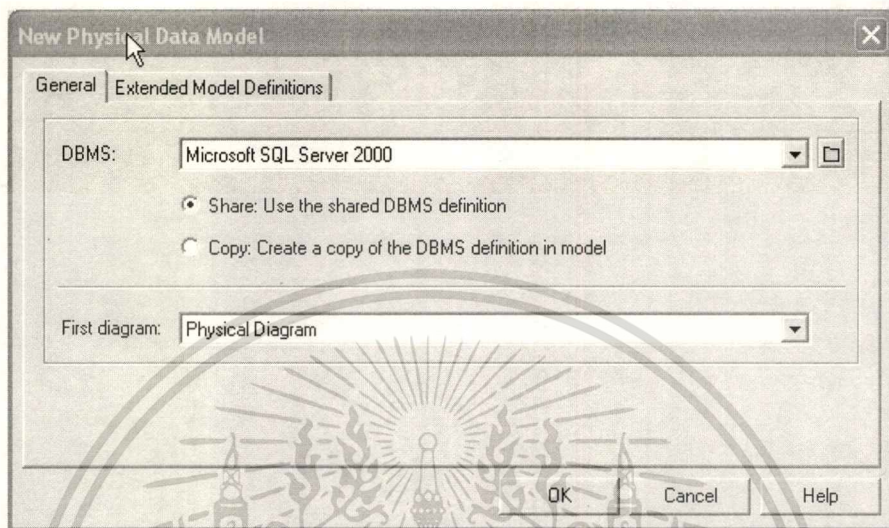 New Physical Data Model
General
Extended Model Definitions
DBMS:
Microsoft SQL Server 2000
Share: Use the shared DBMS definition
Copy: Create a copy of the DBMS definition in model
First diagram:
Physical Diagram
OK
Cancel
Help